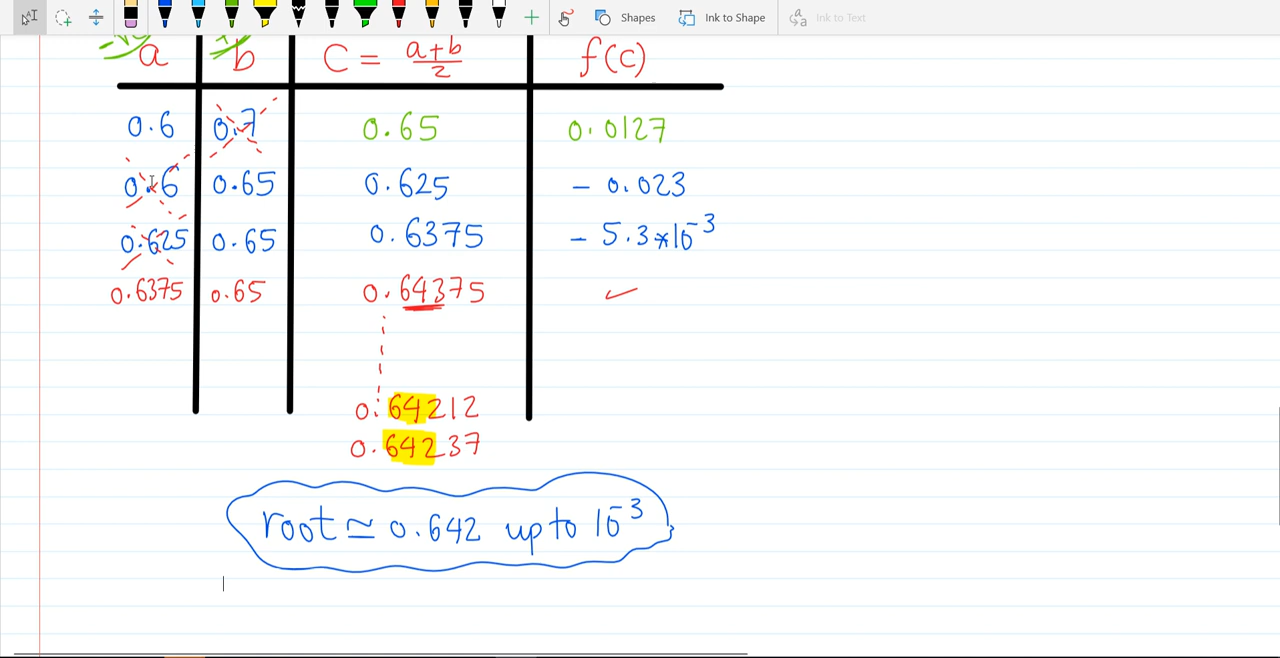 Shapes Ink to Shape Ink to Text
a b C = a+b/2 f(c)
0.6 0.7 0.65 0.0127
0.6 0.65 0.625 - 0.023
0.625 0.65 0.6375 - 5.3*10^-3
0.6375 0.65 0.64375 ✓
0.64212
0.64237
root ≃ 0.642 up to 10^-3